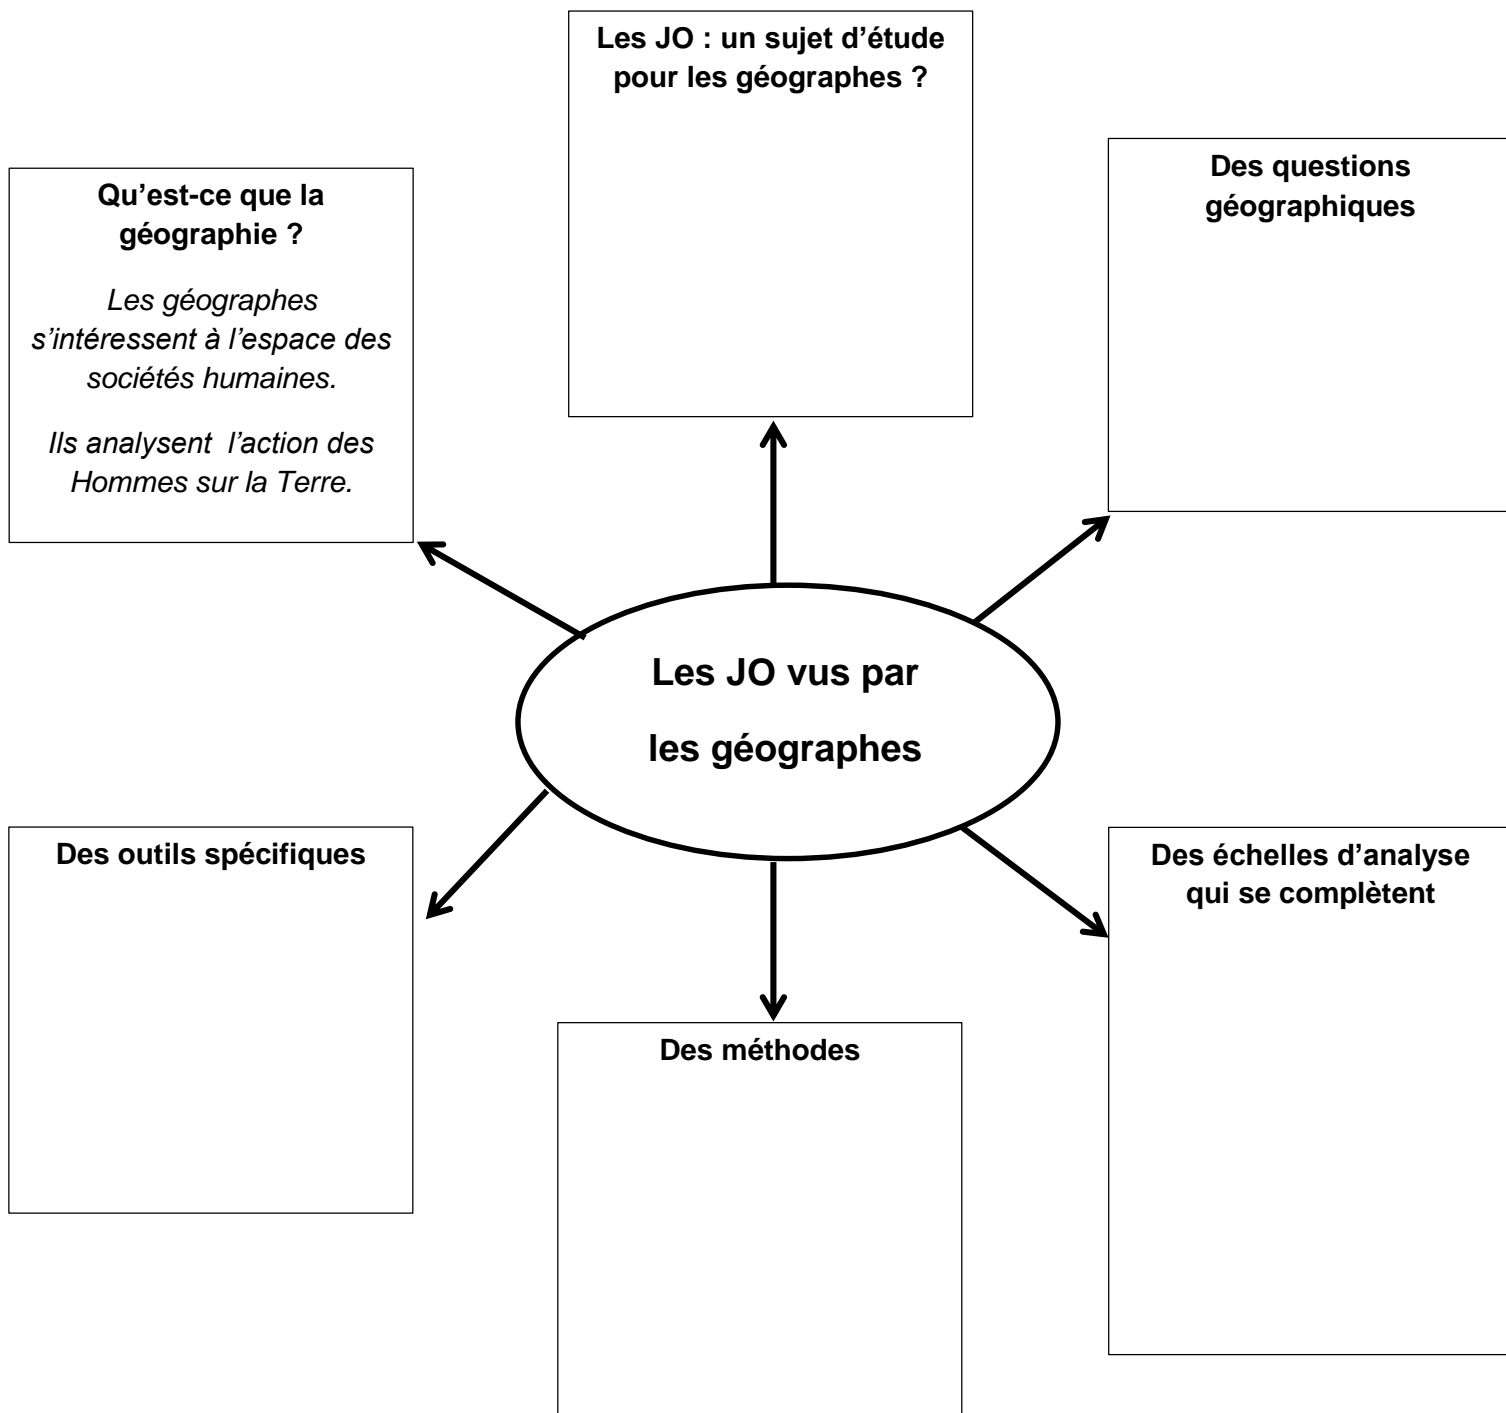 Les JO : un sujet d’étude
pour les géographes ?
Des questions
géographiques
Qu’est-ce que la
géographie ?
Les géographes
s’intéressent à l’espace des
sociétés humaines.
Ils analysent  l’action des
Hommes sur la Terre.
Les JO vus par
les géographes
Des outils spécifiques
Des échelles d’analyse
qui se complètent
Des méthodes